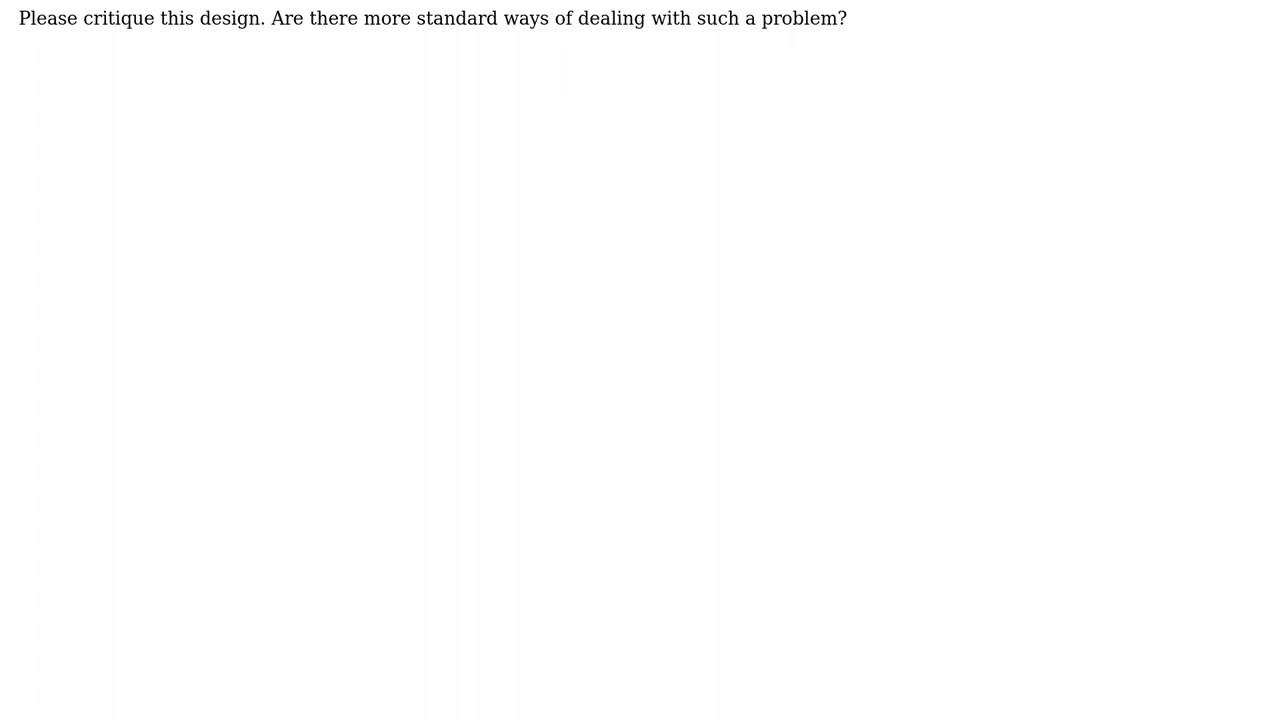 Please critique this design. Are there more standard ways of dealing with such a problem?